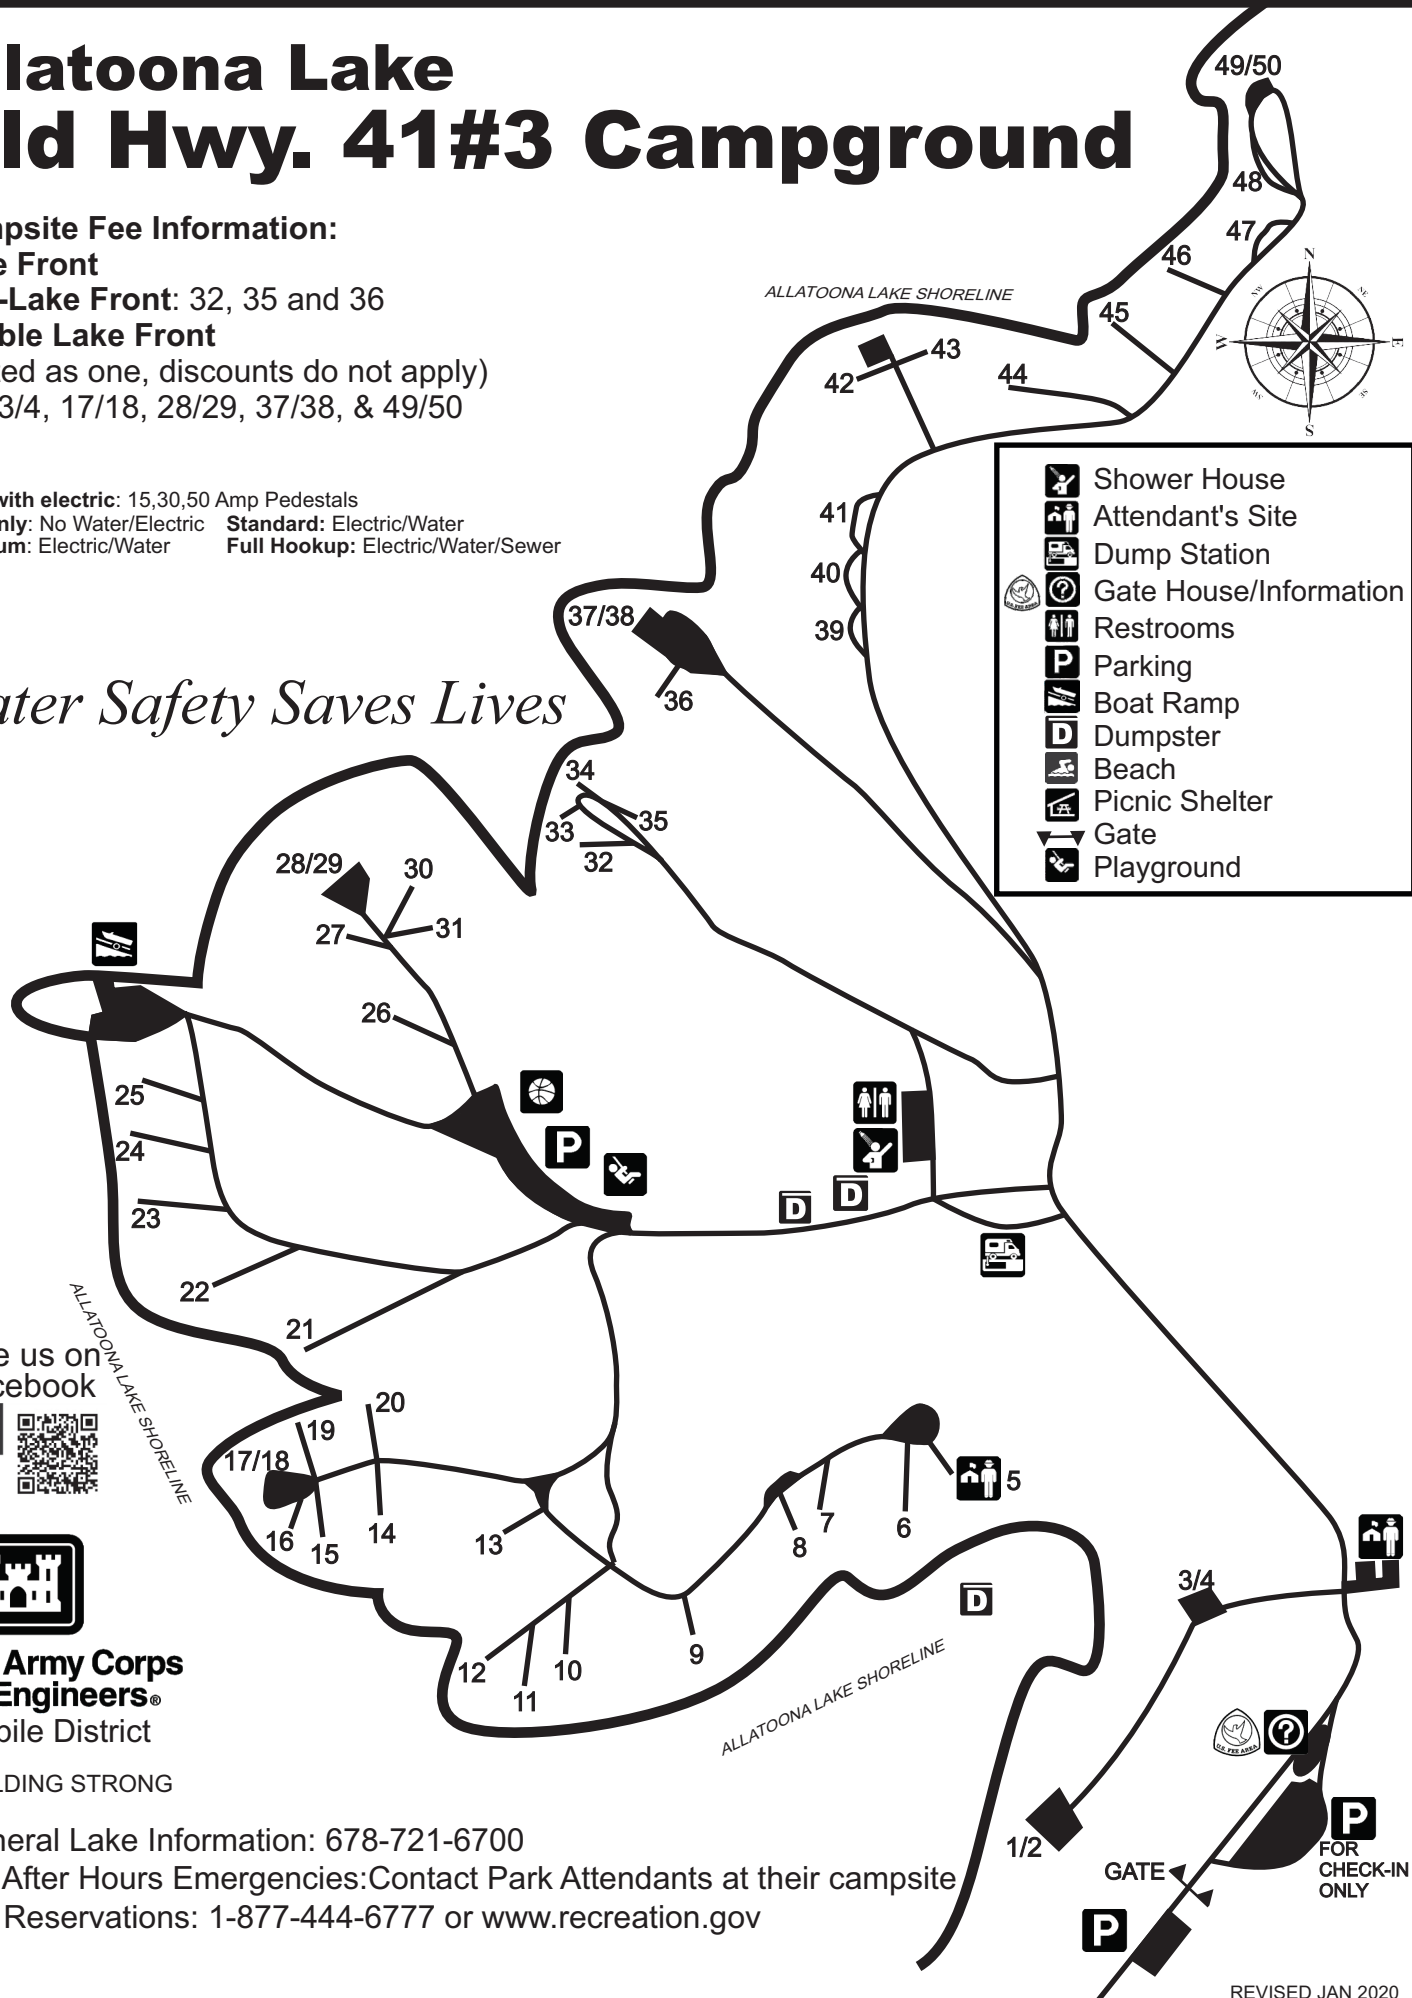 latoona Lake
ld Hwy. 41#3 Campground
psite Fee Information:
e Front
-Lake Front: 32, 35 and 36
ble Lake Front
ed as one, discounts do not apply)
3/4, 17/18, 28/29, 37/38, & 49/50
with electric: 15,30,50 Amp Pedestals
nly: No Water/Electric Standard: Electric/Water
um: Electric/Water Full Hookup: Electric/Water/Sewer
ater Safety Saves Lives
49/50
48
47
46
45
44
43
42
41
40
39
37/38
36
34
35
33
32
28/29
30
31
27
26
25
24
23
22
21
20
19
17/18
16
15
14
13
12
11
10
9
8
7
6
5
3/4
1/2
ALLATOONA LAKE SHORELINE
ALLATOONA LAKE SHORELINE
ALLATOONA LAKE SHORELINE
N
NE
E
SE
S
SW
W
NW
Shower House
Attendant's Site
Dump Station
U.S. FEE AREA
? Gate House/Information
Restrooms
P Parking
Boat Ramp
D Dumpster
Beach
Picnic Shelter
Gate
Playground
P
D
D
D
U.S. FEE AREA
?
P
FOR
CHECK-IN
ONLY
GATE
P
e us on
cebook
Army Corps
Engineers®
bile District
LDING STRONG
neral Lake Information: 678-721-6700
After Hours Emergencies:Contact Park Attendants at their campsite
Reservations: 1-877-444-6777 or www.recreation.gov
REVISED JAN 2020